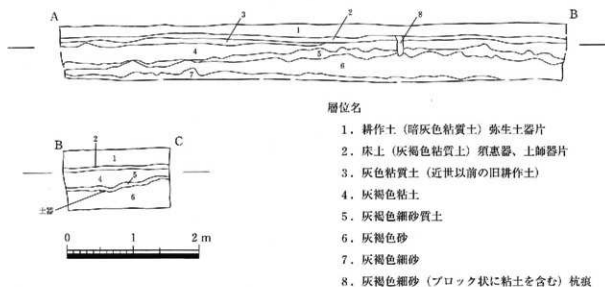 A
3
2
8
B
1
4
5
6
7
B
2
C
1
4
5
6
土器
0 1 2 m
層位名
1．耕作土（暗灰色粘質土）弥生土器片
2．床土（灰褐色粘質土）須恵器、土師器片
3．灰色粘質土（近世以前の旧耕作土）
4．灰褐色粘土
5．灰褐色細砂質土
6．灰褐色砂
7．灰褐色細砂
8．灰褐色細砂（ブロック状に粘土を含む）杭痕